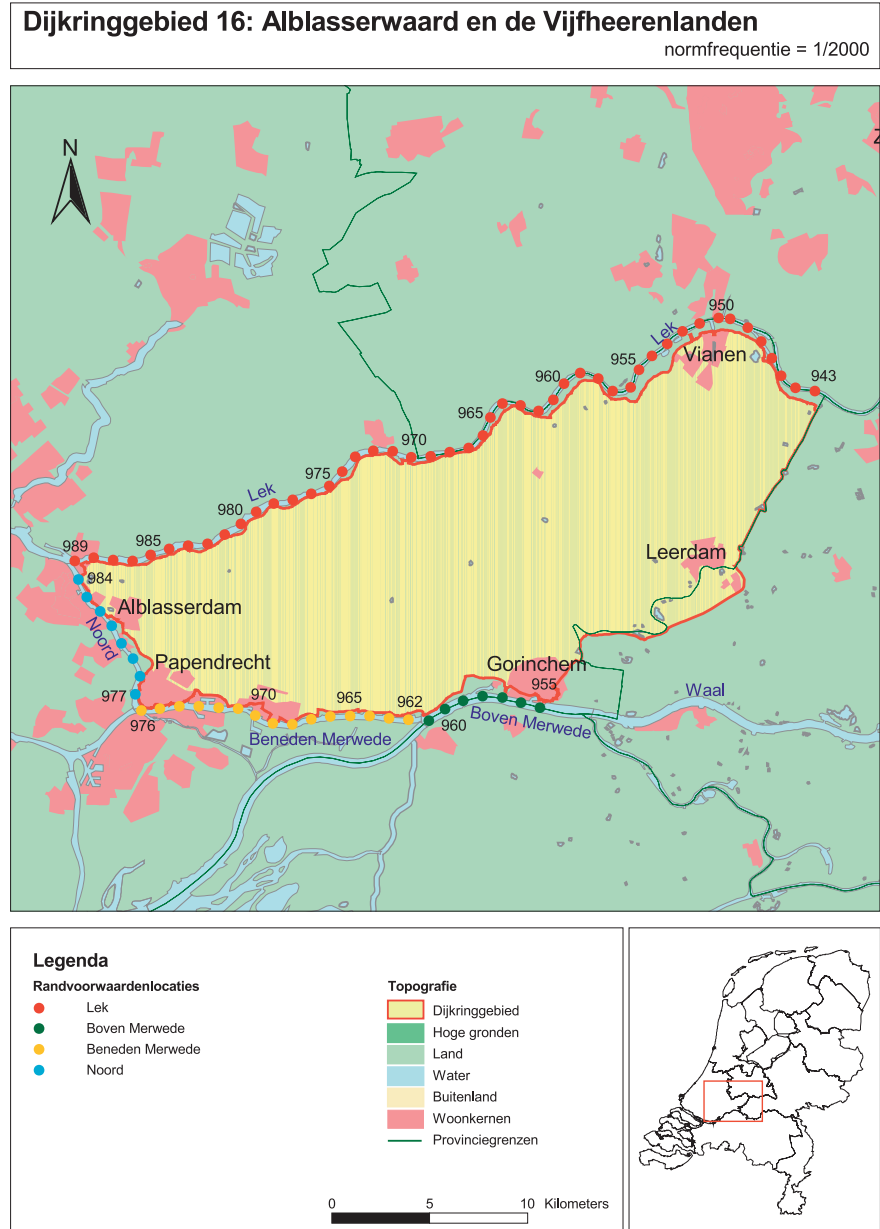 Dijkringgebied 16: Alblasserwaard en de Vijfheerenlanden
normfrequentie = 1/2000
N
Z
950
Lek
Vianen
955
943
960
965
970
975
Lek
980
985
989
984
Leerdam
Alblasserdam
Noord
Papendrecht
Gorinchem
955
977
970
965
962
Waal
976
960
Boven Merwede
Beneden Merwede
Legenda
Randvoorwaardenlocaties
Lek
Boven Merwede
Beneden Merwede
Noord
Topografie
Dijkringgebied
Hoge gronden
Land
Water
Buitenland
Woonkernen
Provinciegrenzen
0 5 10 Kilometers